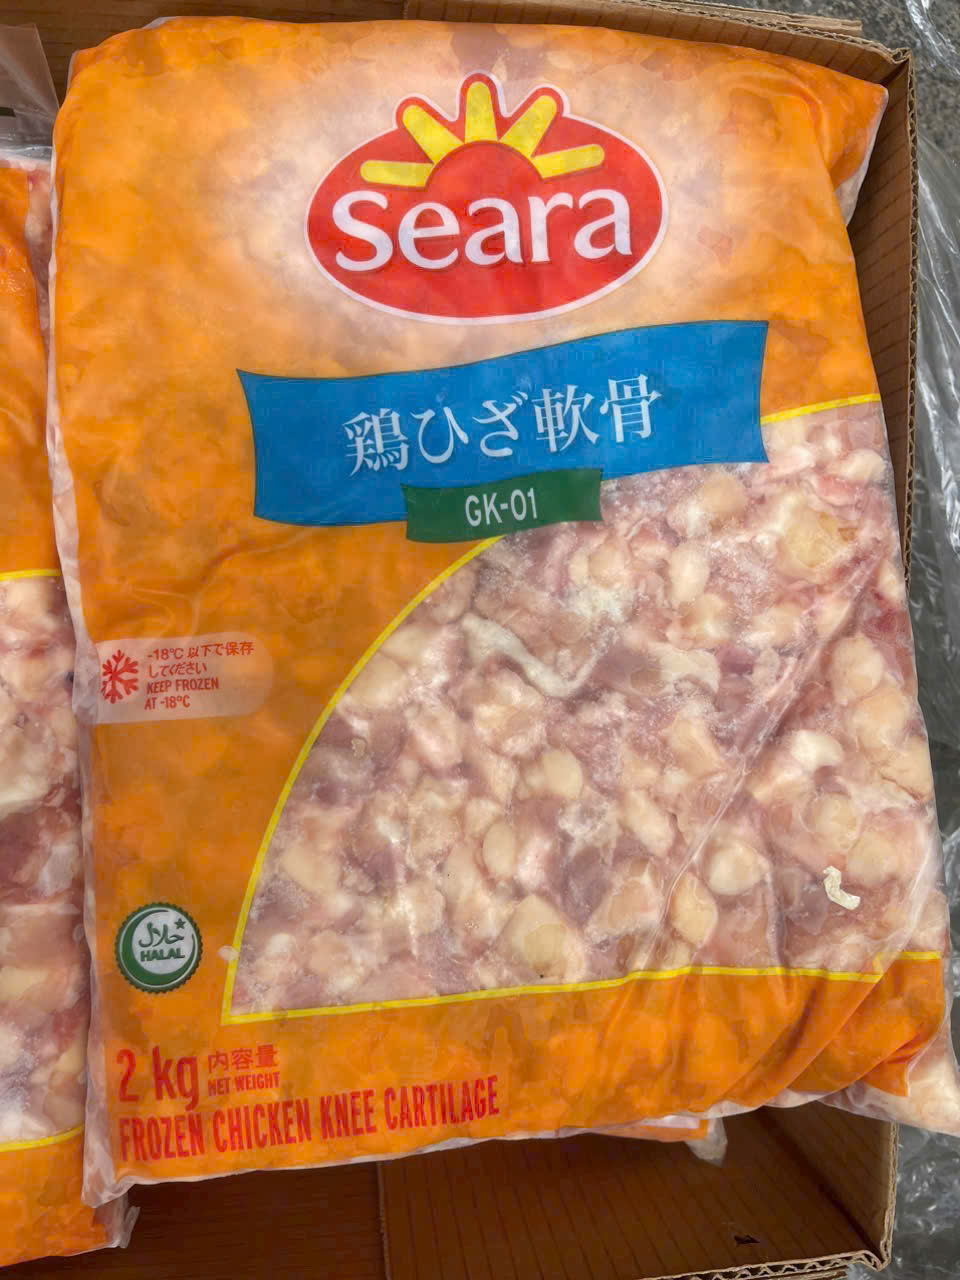 Seara
鶏ひざ軟骨
GK-01
-18℃ 以下で保存
してください
KEEP FROZEN
AT -18°C
حلال
HALAL
2 kg 内容量
NET WEIGHT
FROZEN CHICKEN KNEE CARTILAGE